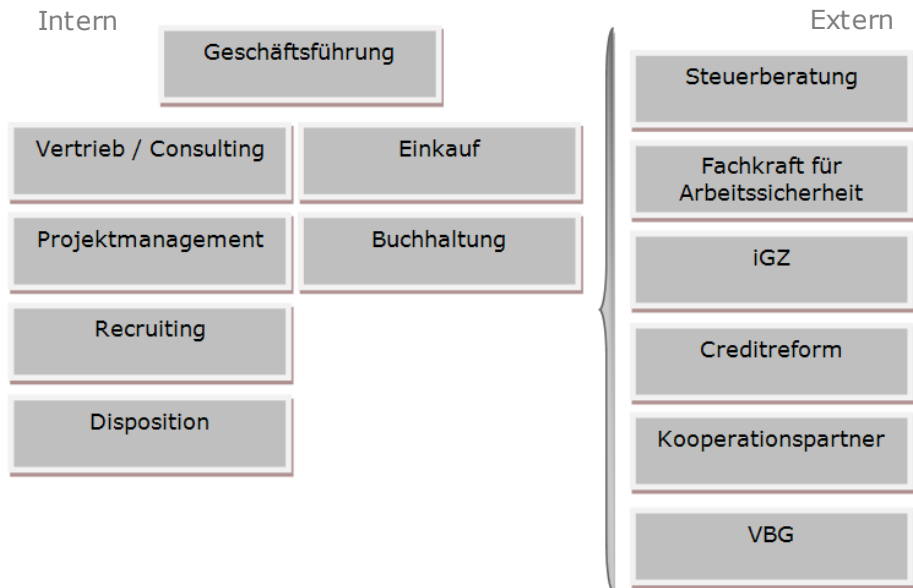 Intern
Extern
Geschäftsführung
Vertrieb / Consulting
Einkauf
Projektmanagement
Buchhaltung
Recruiting
Disposition
Steuerberatung
Fachkraft für
Arbeitssicherheit
iGZ
Creditreform
Kooperationspartner
VBG